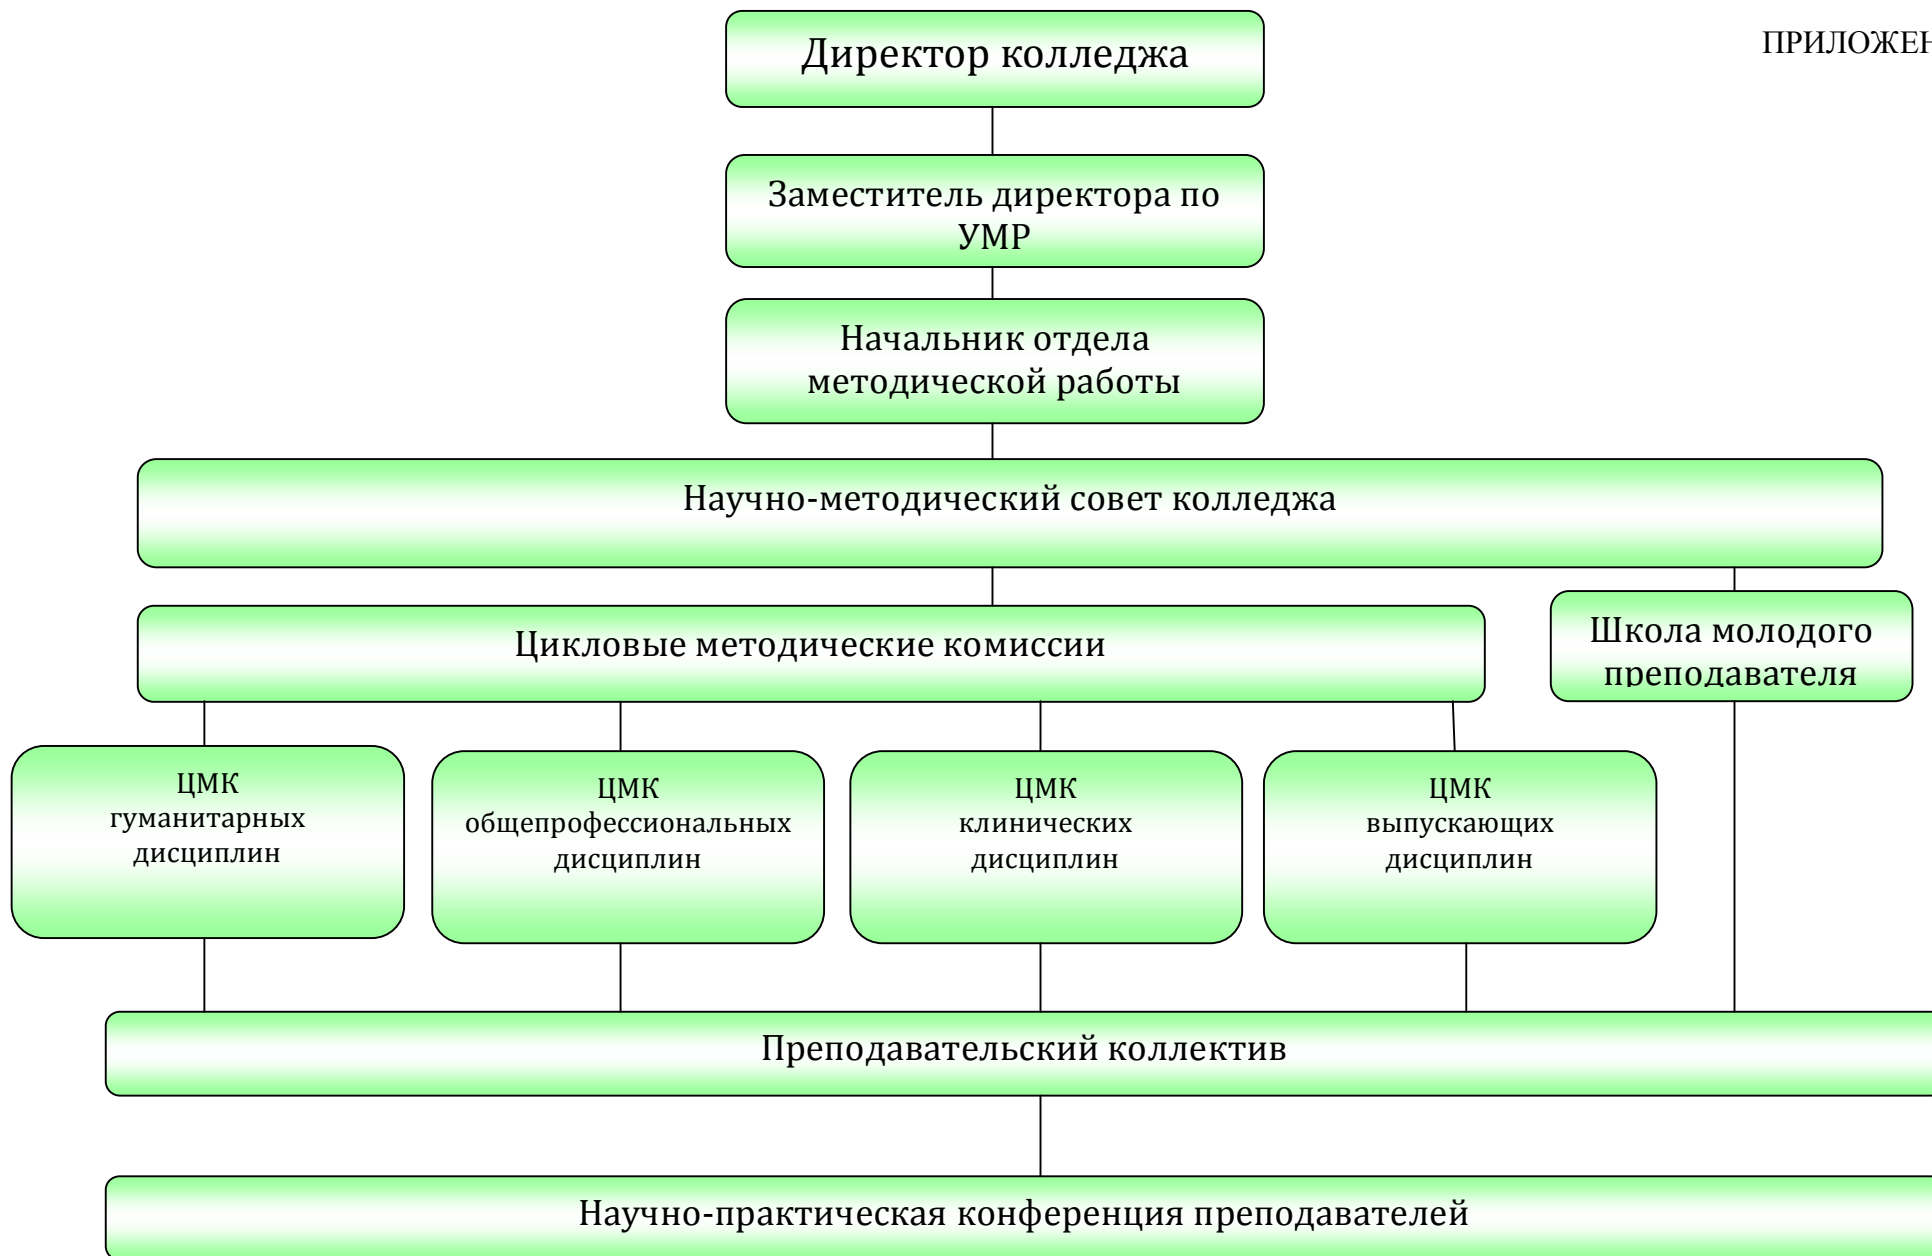 ПРИЛОЖЕН
Директор колледжа
Заместитель директора по
УМР
Начальник отдела
методической работы
Научно-методический совет колледжа
Цикловые методические комиссии
Школа молодого
преподавателя
ЦМК
гуманитарных
дисциплин
ЦМК
общепрофессиональных
дисциплин
ЦМК
клинических
дисциплин
ЦМК
выпускающих
дисциплин
Преподавательский коллектив
Научно-практическая конференция преподавателей